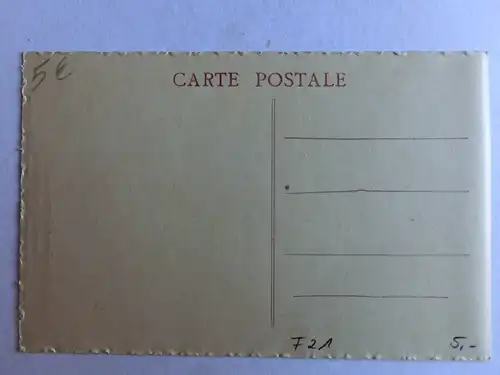 5€
CARTE POSTALE
F21 5,-